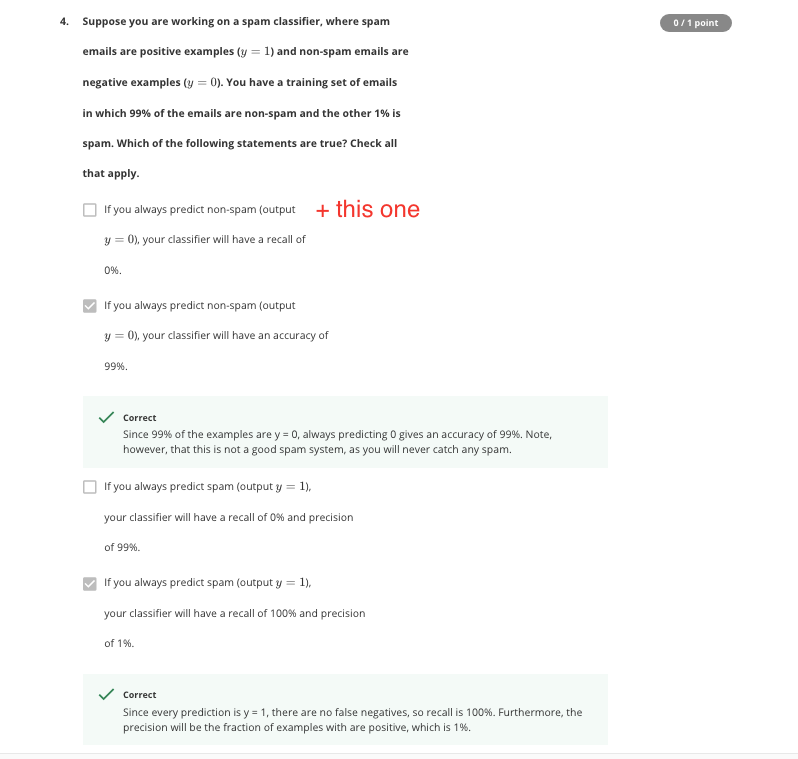 4. Suppose you are working on a spam classifier, where spam
0 / 1 point
emails are positive examples (y = 1) and non-spam emails are
negative examples (y = 0). You have a training set of emails
in which 99% of the emails are non-spam and the other 1% is
spam. Which of the following statements are true? Check all
that apply.
If you always predict non-spam (output
+ this one
y = 0), your classifier will have a recall of
0%.
If you always predict non-spam (output
y = 0), your classifier will have an accuracy of
99%.
Correct
Since 99% of the examples are y = 0, always predicting 0 gives an accuracy of 99%. Note,
however, that this is not a good spam system, as you will never catch any spam.
If you always predict spam (output y = 1),
your classifier will have a recall of 0% and precision
of 99%.
If you always predict spam (output y = 1),
your classifier will have a recall of 100% and precision
of 1%.
Correct
Since every prediction is y = 1, there are no false negatives, so recall is 100%. Furthermore, the
precision will be the fraction of examples with are positive, which is 1%.